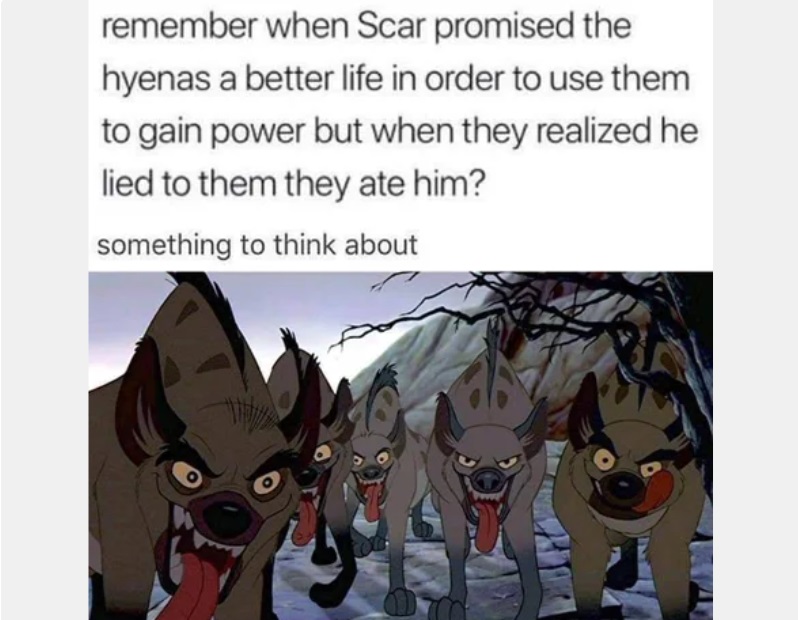 remember when Scar promised the
hyenas a better life in order to use them
to gain power but when they realized he
lied to them they ate him?
something to think about